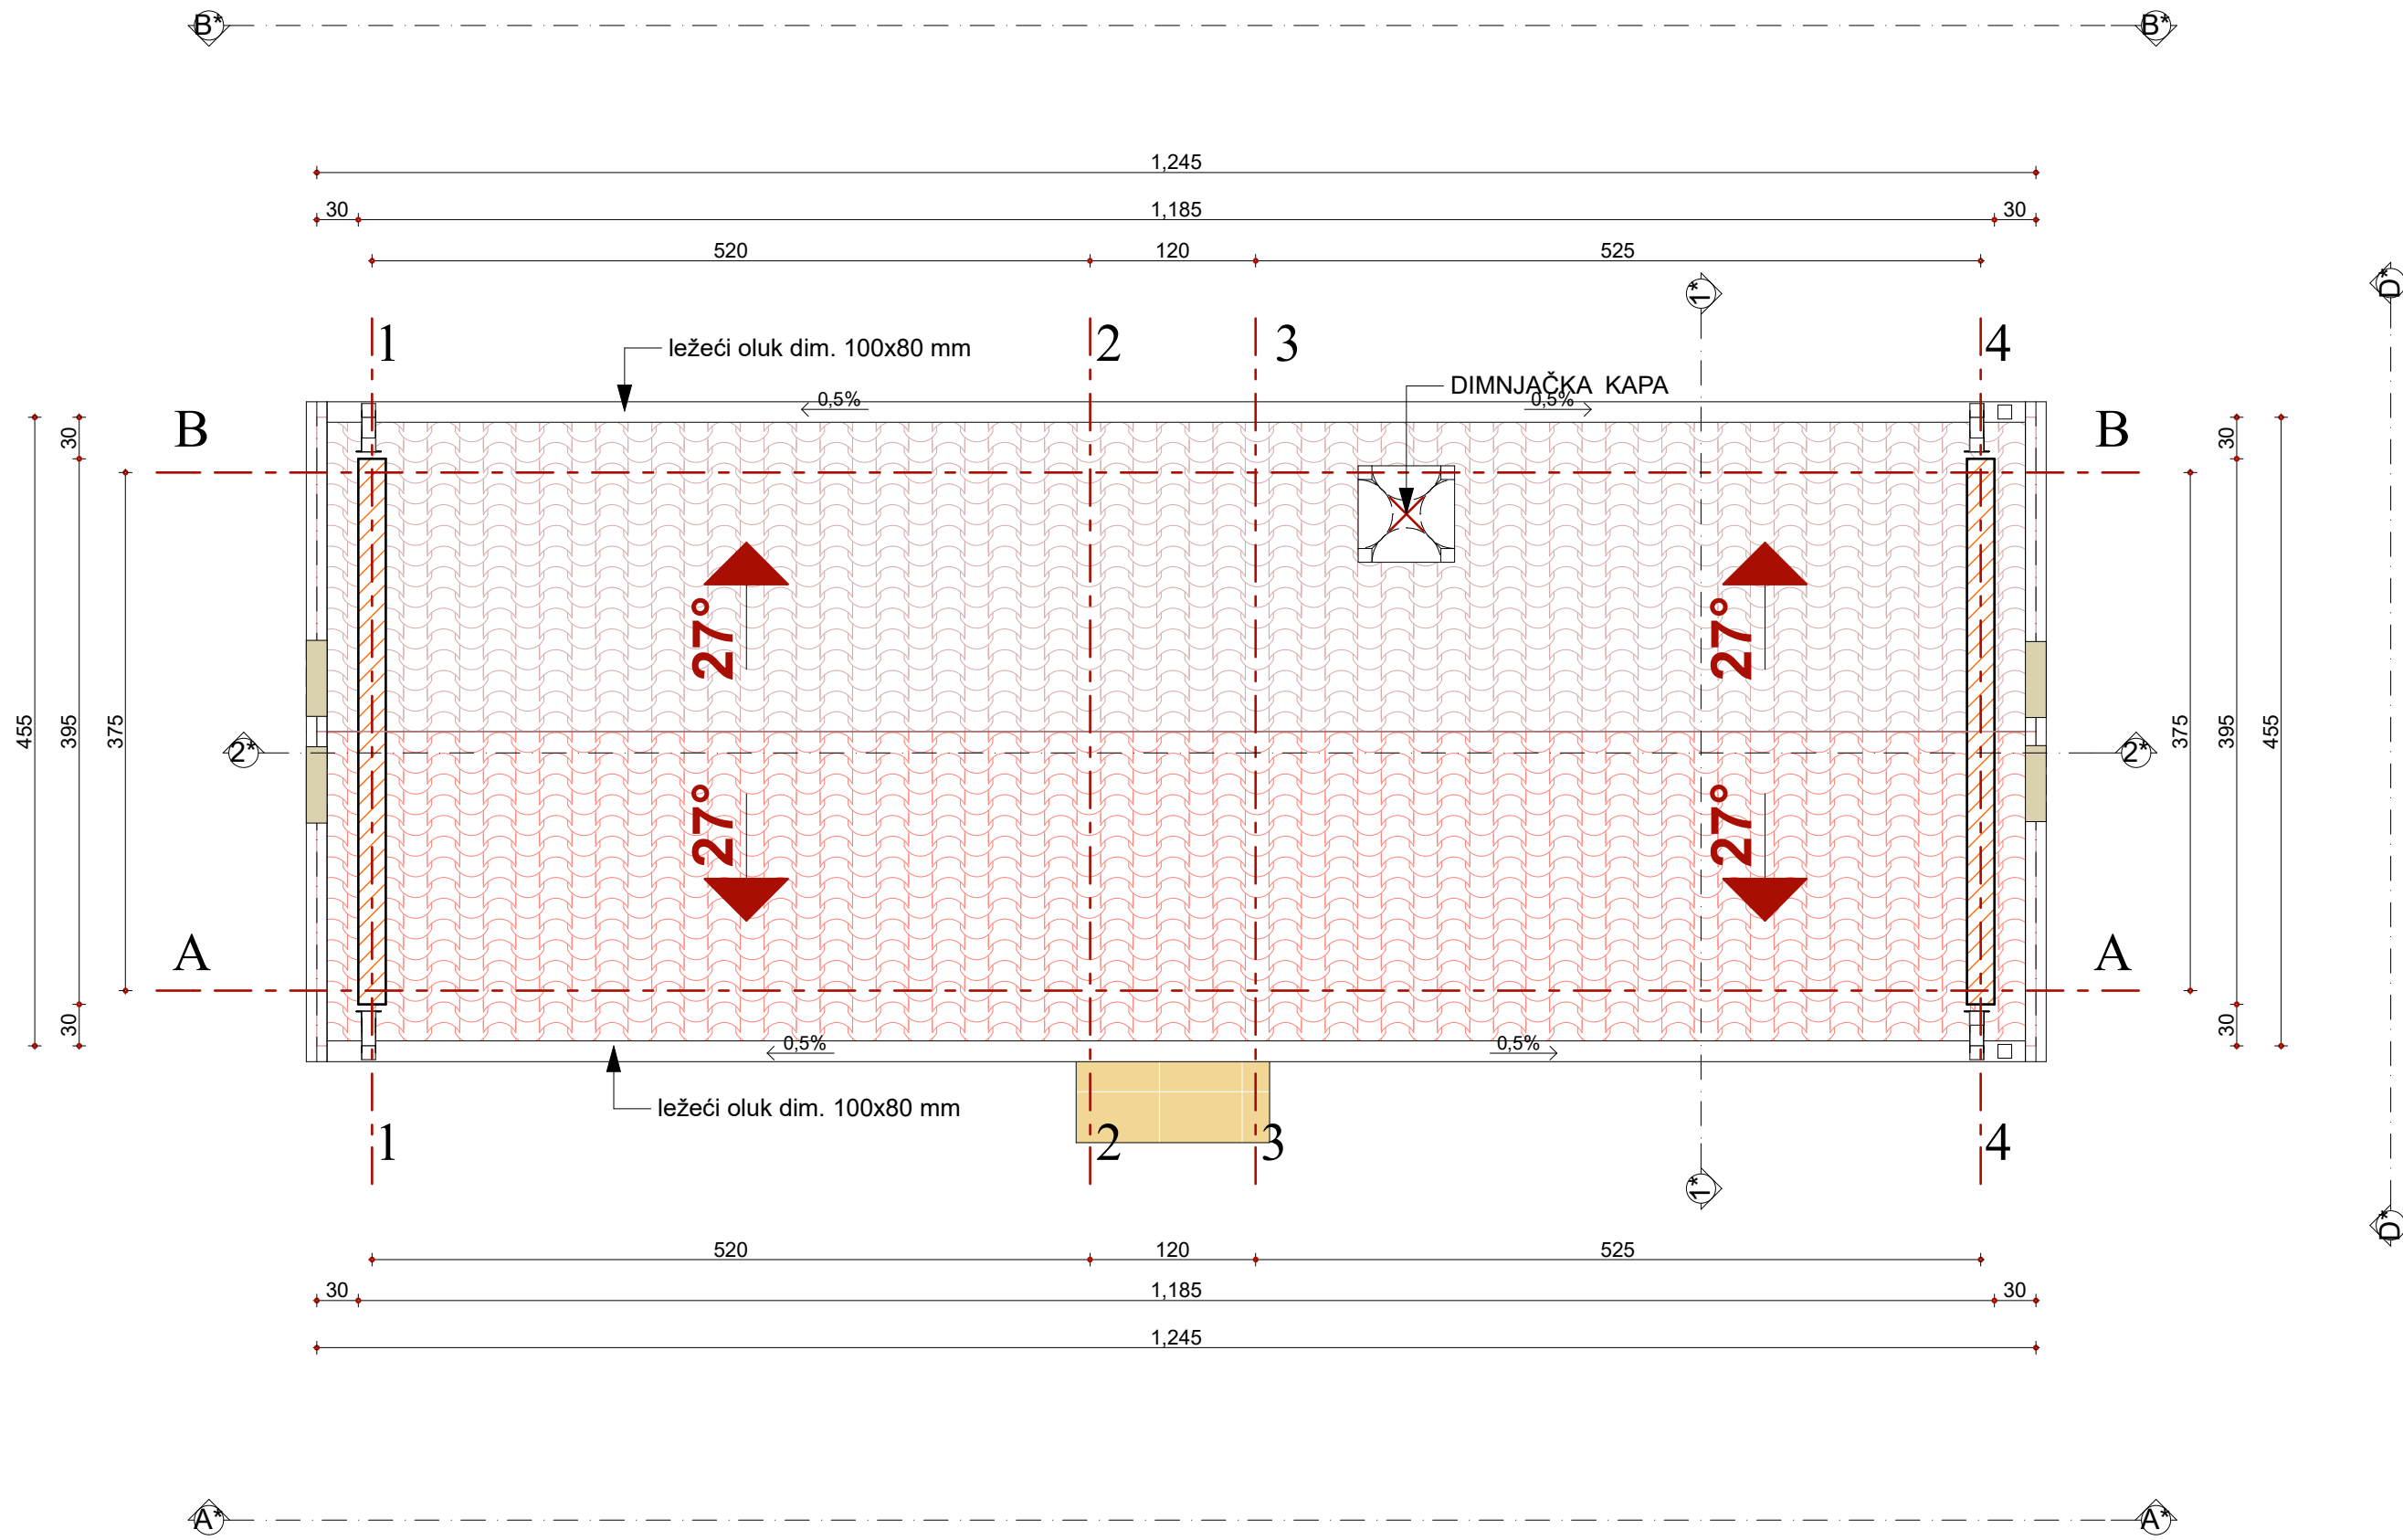 B* B*
1,245
30 1,185 30
520 120 525
1*
D*
1 2 3 4
ležeći oluk dim. 100x80 mm
DIMNJAČKA KAPA
0,5% 0,5%
B B
30 30
27° 27°
455 395 375 375 395 455
2* 2*
27° 27°
A A
30 30
0,5% 0,5%
ležeći oluk dim. 100x80 mm
1 2 3 4
1*
D*
520 120 525
30 1,185 30
1,245
A* A*